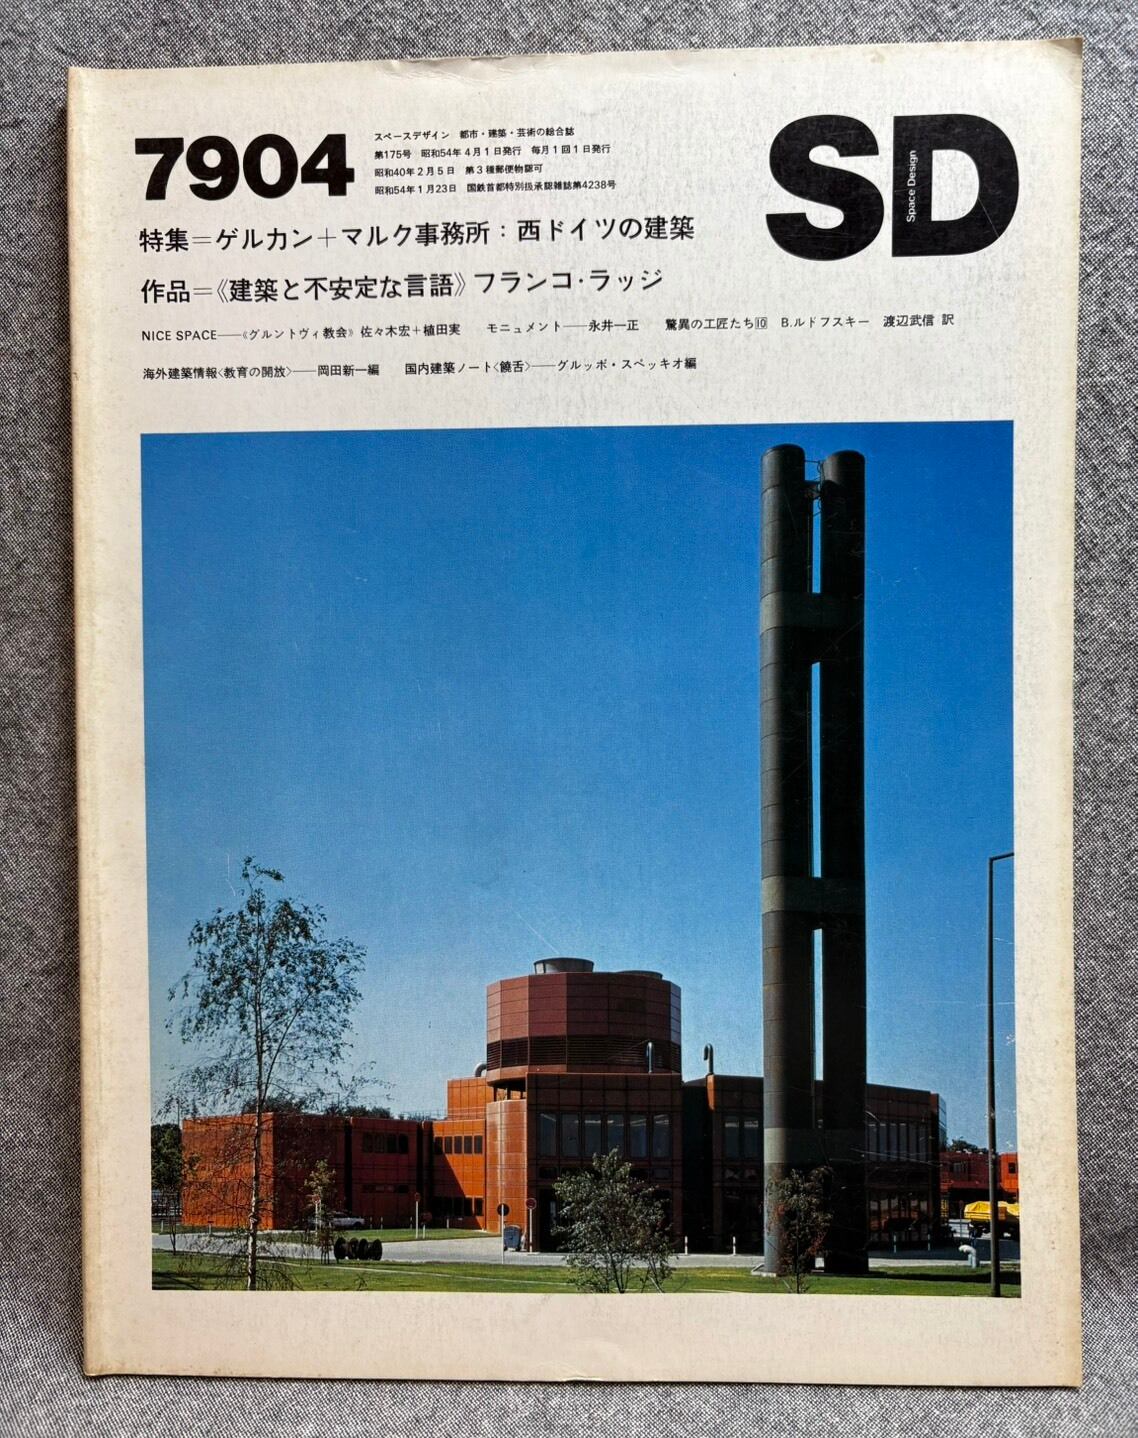 7904
スペースデザイン 都市・建築・芸術の総合誌
第175号 昭和54年4月1日発行 毎月1回1日発行
昭和40年2月5日 第3種郵便物認可
昭和54年1月23日 国鉄首都特別扱承認雑誌第4238号
SD
Space Design
特集=ゲルカン+マルク事務所:西ドイツの建築
作品=《建築と不安定な言語》フランコ・ラッジ
NICE SPACE——《グルントヴィ教会》 佐々木宏+植田実 モニュメント——永井一正 驚異の工匠たち⑩ B.ルドフスキー 渡辺武信 訳
海外建築情報〈教育の開放〉——岡田新一編 国内建築ノート〈饒舌〉——グルッポ・スペッキオ編